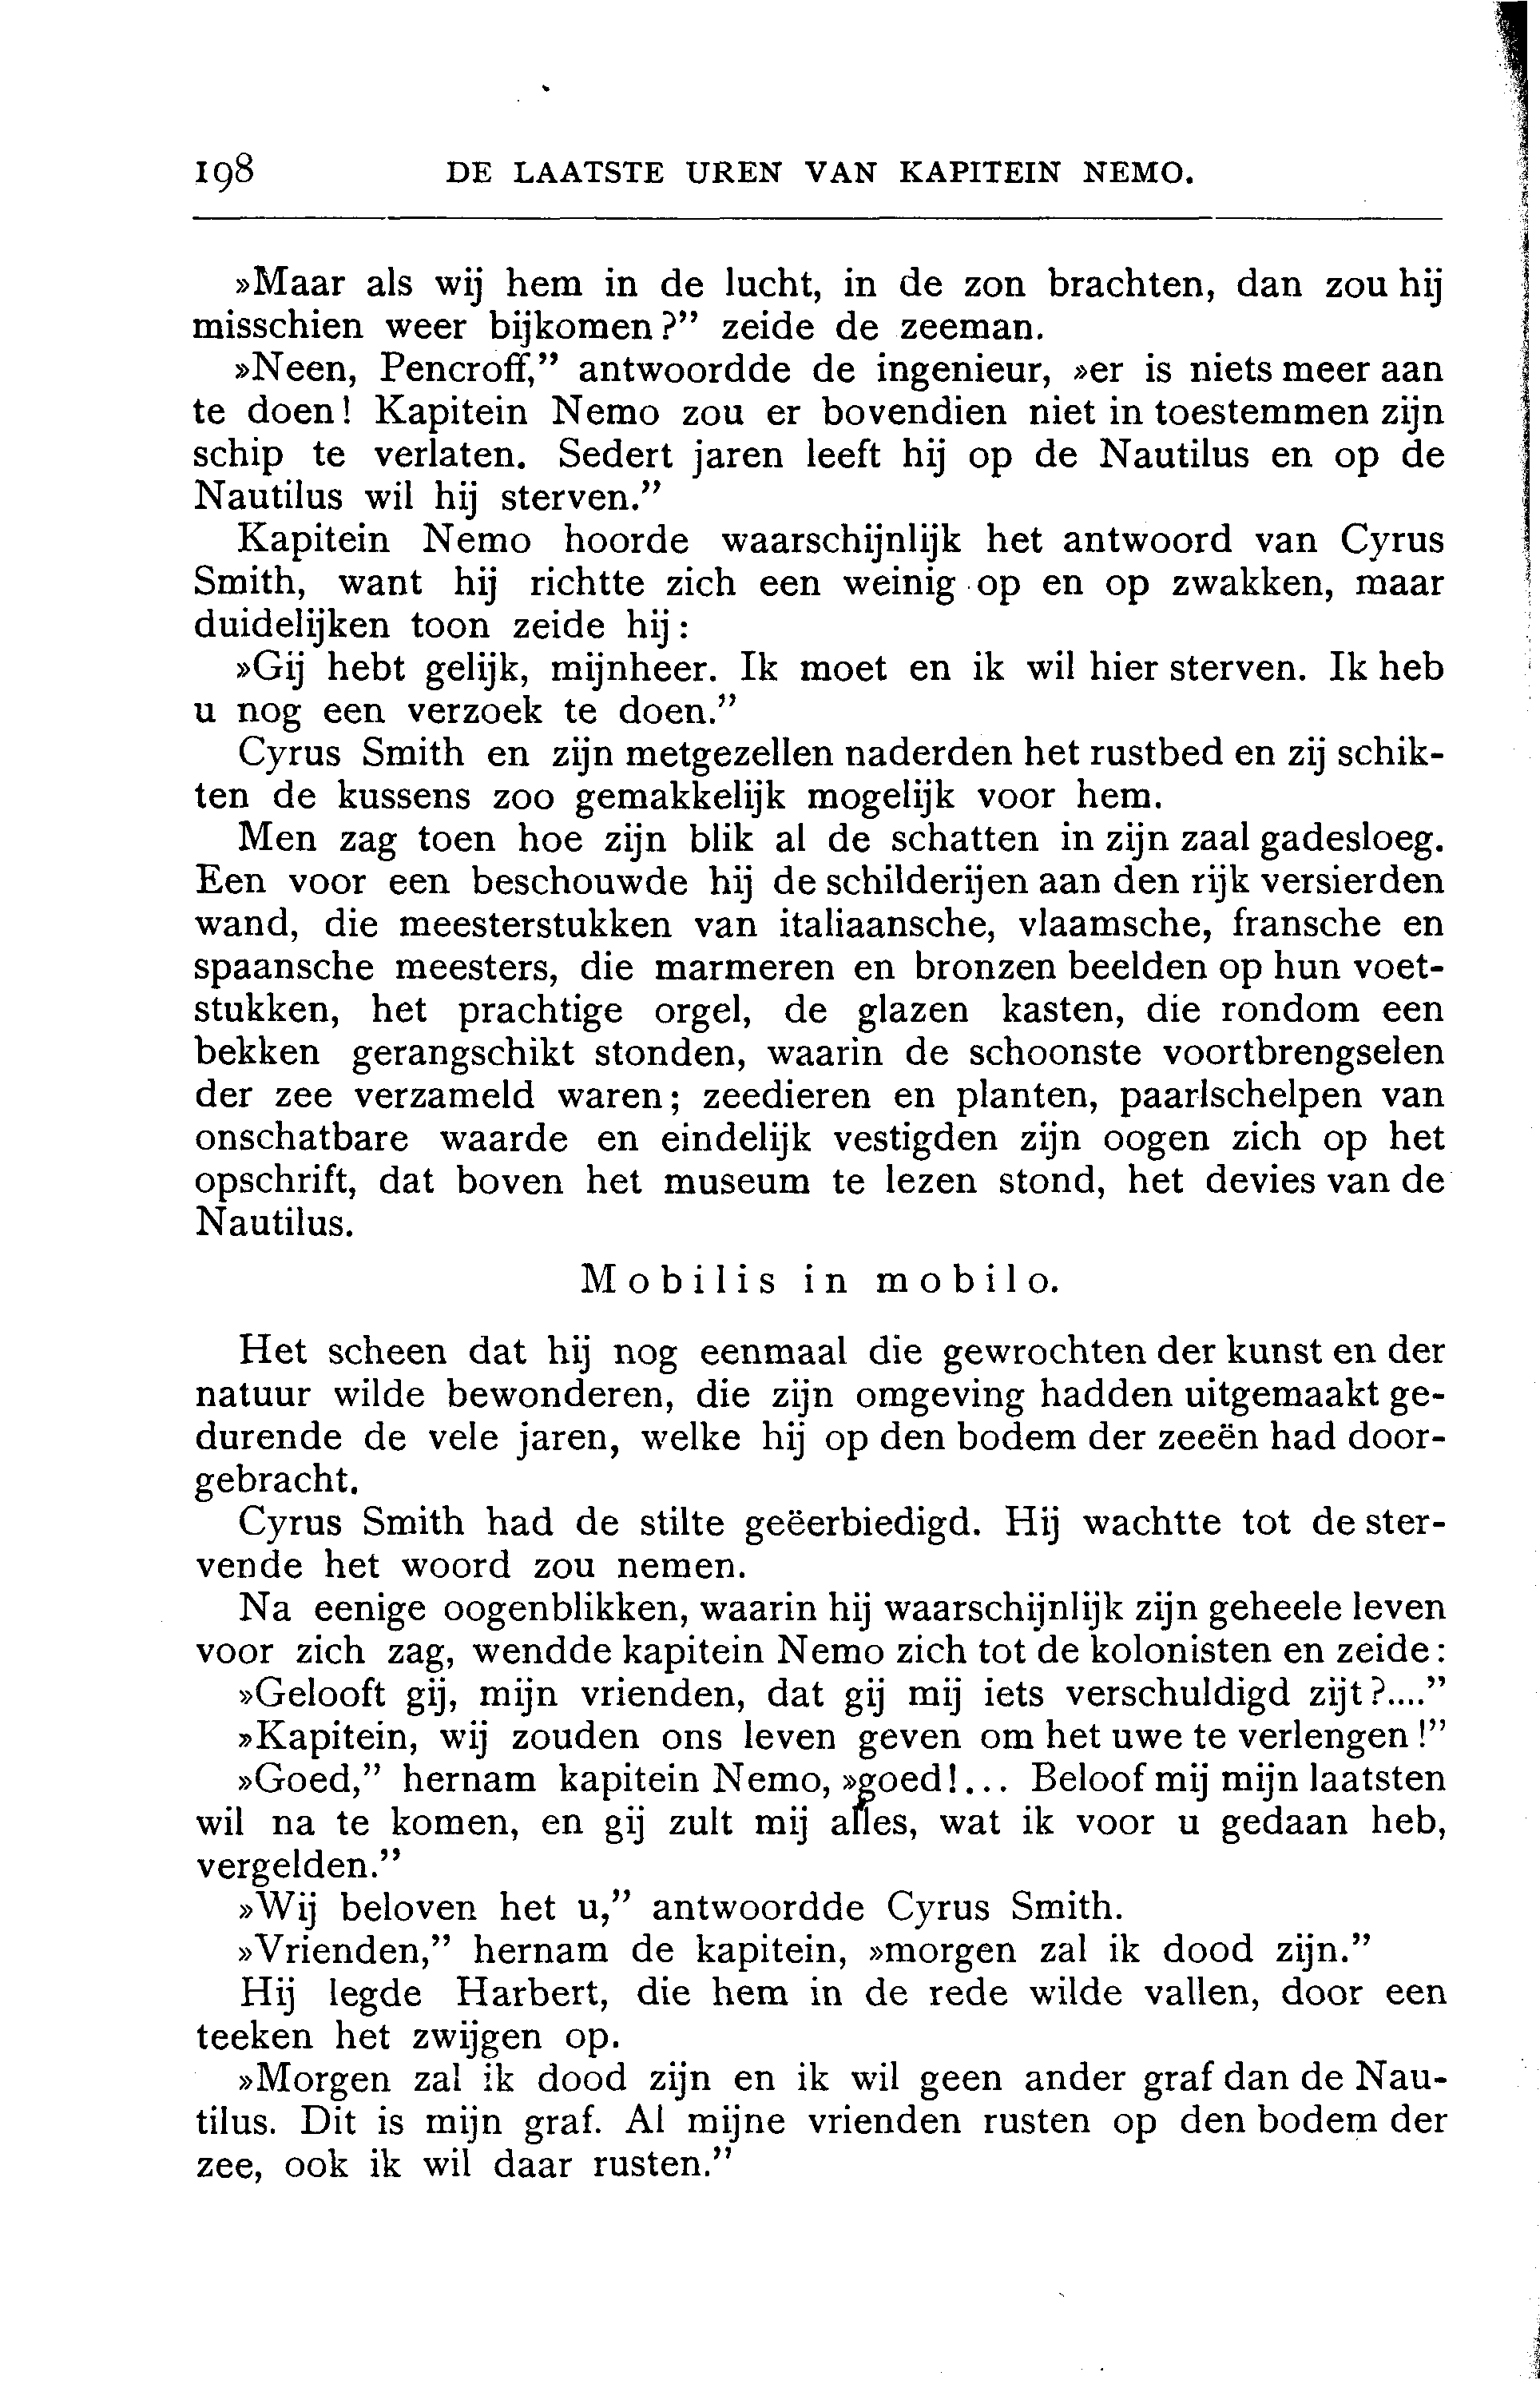 198 DE LAATSTE UREN VAN KAPITEIN NEMO.
»Maar als wij hem in de lucht, in de zon brachten, dan zou hij
misschien weer bijkomen?” zeide de zeeman.
»Neen, Pencroff,” antwoordde de ingenieur, »er is niets meer aan
te doen! Kapitein Nemo zou er bovendien niet in toestemmen zijn
schip te verlaten. Sedert jaren leeft hij op de Nautilus en op de
Nautilus wil hij sterven.”
Kapitein Nemo hoorde waarschijnlijk het antwoord van Cyrus
Smith, want hij richtte zich een weinig op en op zwakken, maar
duidelijken toon zeide hij:
»Gij hebt gelijk, mijnheer. Ik moet en ik wil hier sterven. Ik heb
u nog een verzoek te doen.”
Cyrus Smith en zijn metgezellen naderden het rustbed en zij schik-
ten de kussens zoo gemakkelijk mogelijk voor hem.
Men zag toen hoe zijn blik al de schatten in zijn zaal gadesloeg.
Een voor een beschouwde hij de schilderijen aan den rijk versierden
wand, die meesterstukken van italiaansche, vlaamsche, fransche en
spaansche meesters, die marmeren en bronzen beelden op hun voet-
stukken, het prachtige orgel, de glazen kasten, die rondom een
bekken gerangschikt stonden, waarin de schoonste voortbrengselen
der zee verzameld waren; zeedieren en planten, paarlschelpen van
onschatbare waarde en eindelijk vestigden zijn oogen zich op het
opschrift, dat boven het museum te lezen stond, het devies van de
Nautilus.
Mobilis in mobilo.
Het scheen dat hij nog eenmaal die gewrochten der kunst en der
natuur wilde bewonderen, die zijn omgeving hadden uitgemaakt ge-
durende de vele jaren, welke hij op den bodem der zeeën had door-
gebracht.
Cyrus Smith had de stilte geëerbiedigd. Hij wachtte tot de ster-
vende het woord zou nemen.
Na eenige oogenblikken, waarin hij waarschijnlijk zijn geheele leven
voor zich zag, wendde kapitein Nemo zich tot de kolonisten en zeide:
»Gelooft gij, mijn vrienden, dat gij mij iets verschuldigd zijt?....”
»Kapitein, wij zouden ons leven geven om het uwe te verlengen!”
»Goed,” hernam kapitein Nemo, »goed!... Beloof mij mijn laatsten
wil na te komen, en gij zult mij alles, wat ik voor u gedaan heb,
vergelden.”
»Wij beloven het u,” antwoordde Cyrus Smith.
»Vrienden,” hernam de kapitein, »morgen zal ik dood zijn.”
Hij legde Harbert, die hem in de rede wilde vallen, door een
teeken het zwijgen op.
»Morgen zal ik dood zijn en ik wil geen ander graf dan de Nau-
tilus. Dit is mijn graf. Al mijne vrienden rusten op den bodem der
zee, ook ik wil daar rusten.”